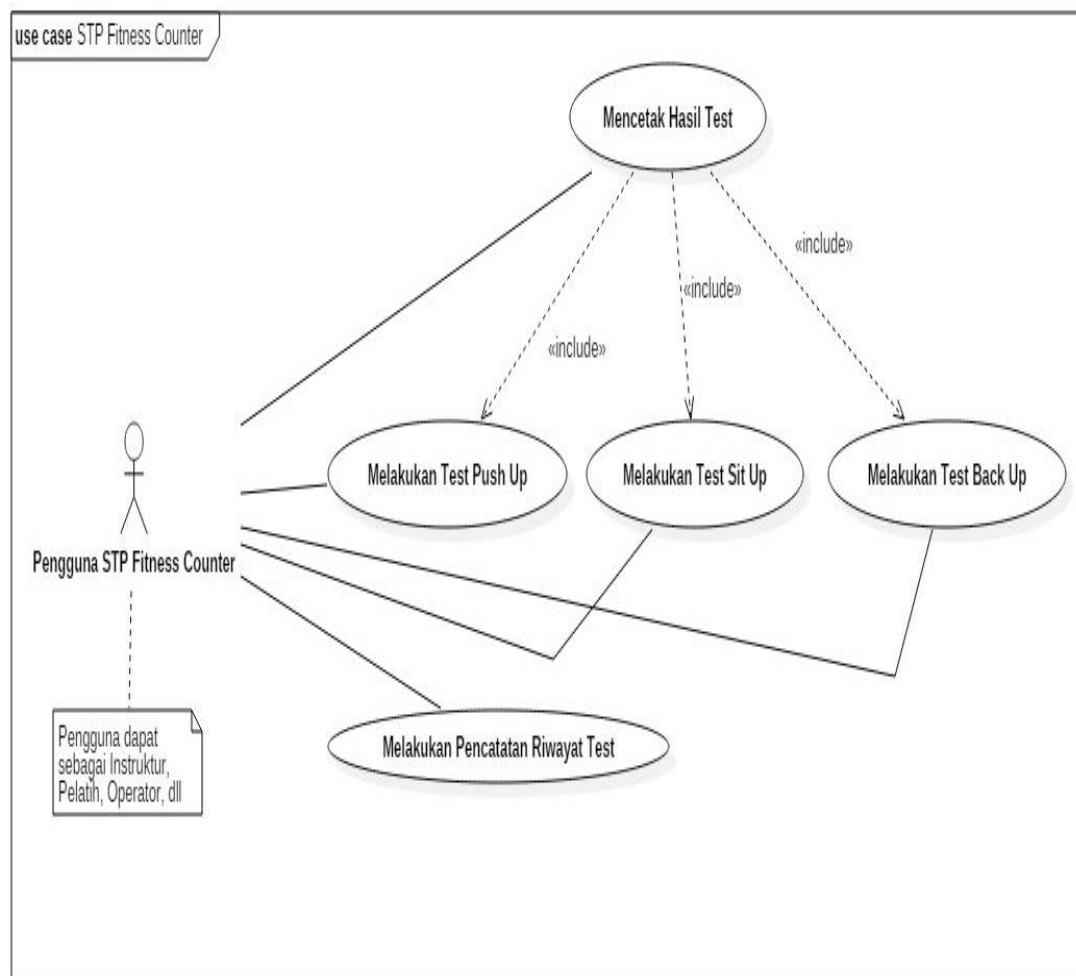 use case STP Fitness Counter
Mencetak Hasil Test
«include»
«include»
«include»
Melakukan Test Push Up
Melakukan Test Sit Up
Melakukan Test Back Up
Pengguna STP Fitness Counter
Pengguna dapat
sebagai Instruktur,
Pelatih, Operator, dll
Melakukan Pencatatan Riwayat Test